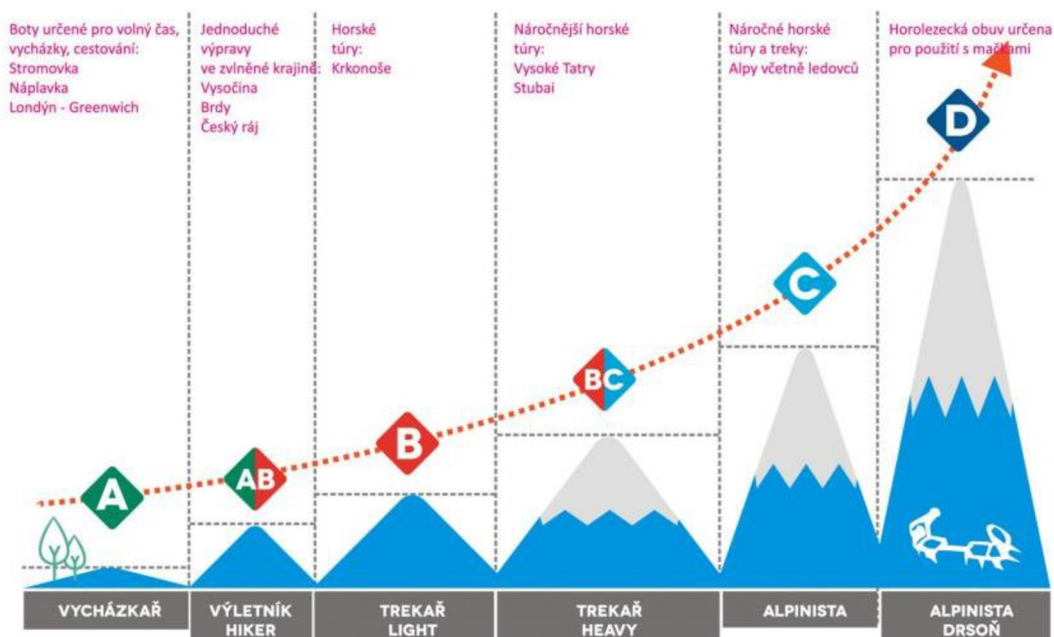 Boty určené pro volný čas,
vycházky, cestování:
Stromovka
Náplavka
Londýn - Greenwich
Jednoduché
výpravy
ve zvlněné krajině:
Vysočina
Brdy
Český ráj
Horské
túry:
Krkonoše
Náročnější horské
túry:
Vysoké Tatry
Stubai
Náročné horské
túry a treky:
Alpy včetně ledovců
Horolezecká obuv určena
pro použití s mačkami
A
AB
B
BC
C
D
VYCHÁZKAŘ
VÝLETNÍK
HIKER
TREKAŘ
LIGHT
TREKAŘ
HEAVY
ALPINISTA
ALPINISTA
DRSOŇ